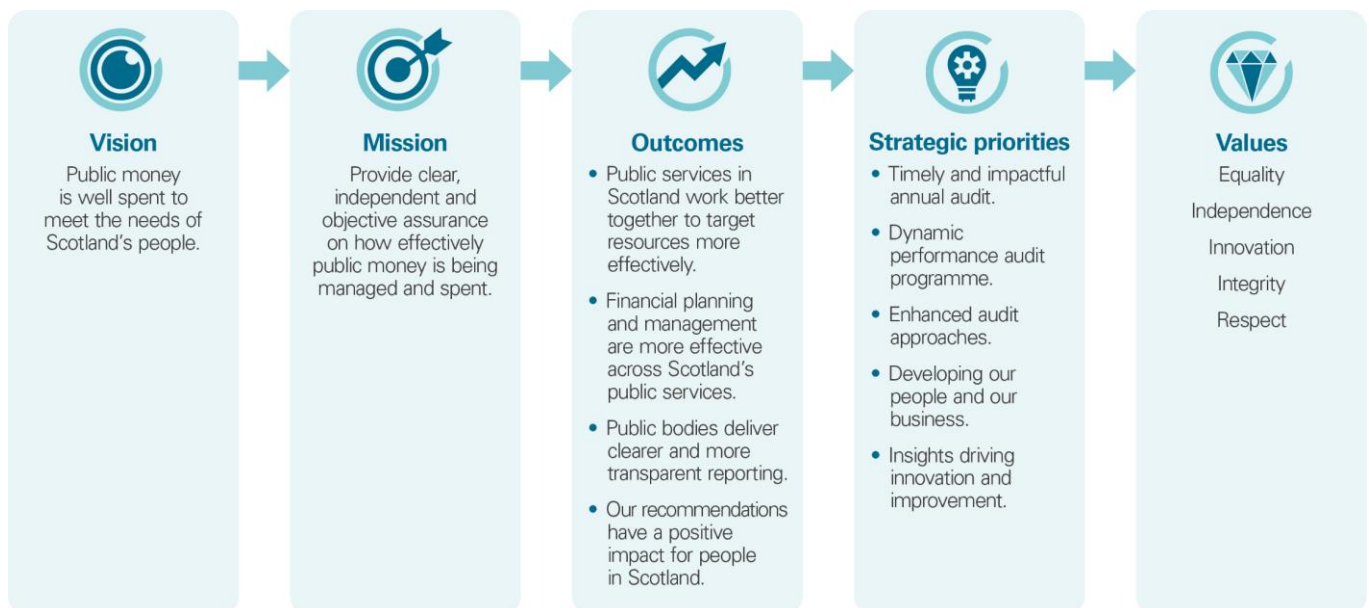 Vision
Public money
is well spent to
meet the needs of
Scotland's people.
Mission
Provide clear,
independent and
objective assurance
on how effectively
public money is being
managed and spent.
Outcomes
• Public services in
Scotland work better
together to target
resources more
effectively.
• Financial planning
and management
are more effective
across Scotland's
public services.
• Public bodies deliver
clearer and more
transparent reporting.
• Our recommendations
have a positive
impact for people
in Scotland.
Strategic priorities
• Timely and impactful
annual audit.
• Dynamic
performance audit
programme.
• Enhanced audit
approaches.
• Developing our
people and our
business.
• Insights driving
innovation and
improvement.
Values
Equality
Independence
Innovation
Integrity
Respect